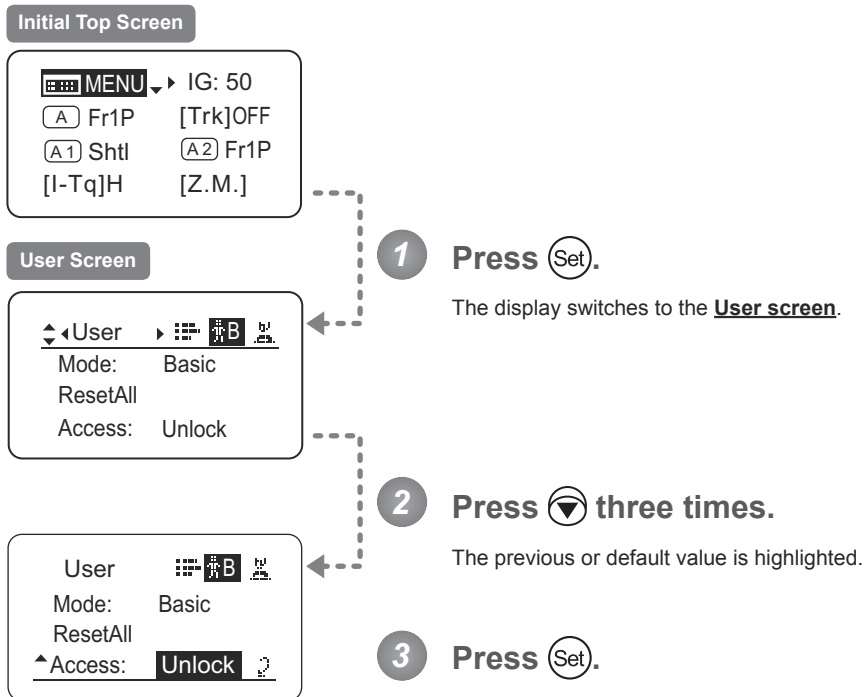 Initial Top Screen
MENU IG: 50
A Fr1P [Trk]OFF
A1 Shtl A2 Fr1P
[I-Tq]H [Z.M.]
1 Press Set.
The display switches to the User screen.
User Screen
User B
Mode: Basic
ResetAll
Access: Unlock
2 Press three times.
The previous or default value is highlighted.
User B
Mode: Basic
ResetAll
Access: Unlock
3 Press Set.